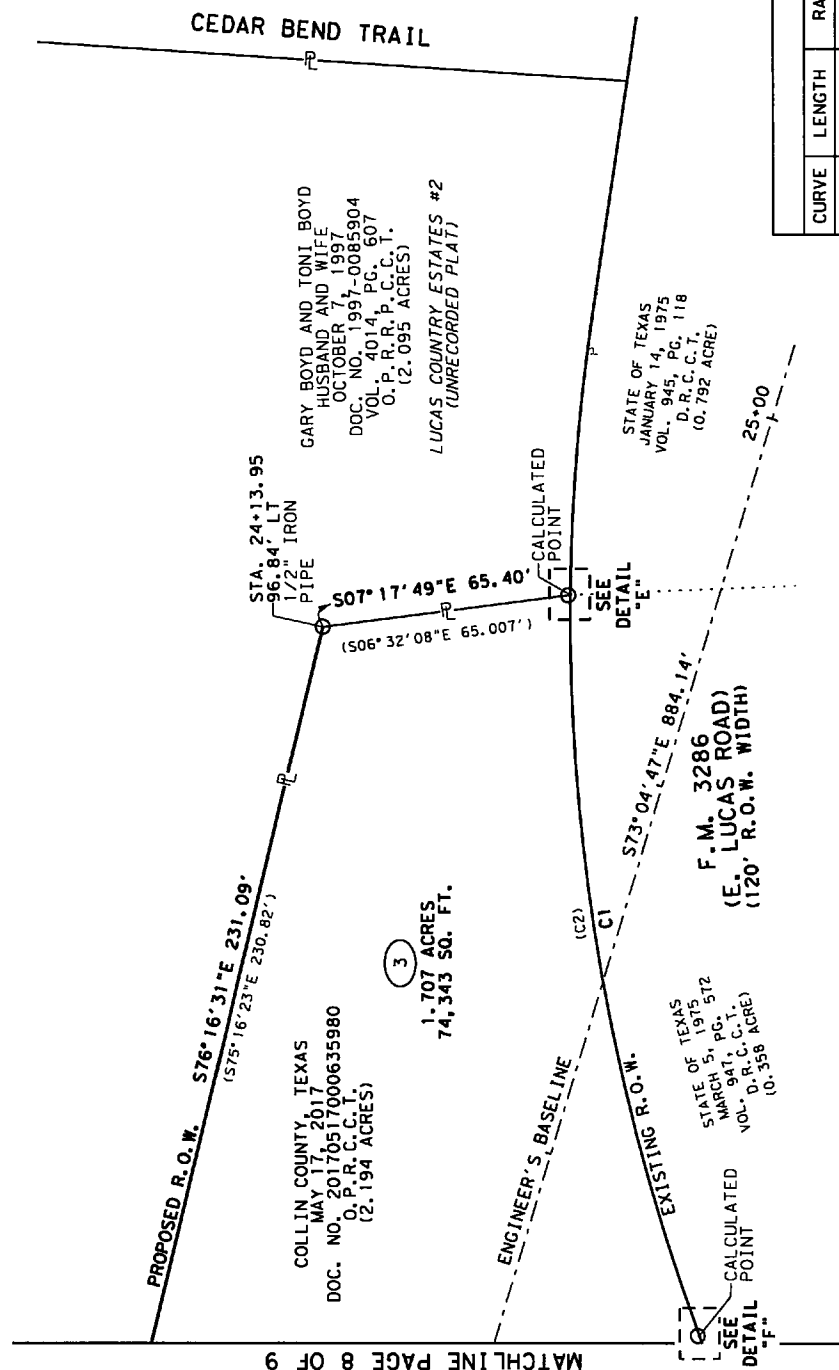 CEDAR BEND TRAIL
PL
CURVE LENGTH RA
GARY BOYD AND TONI BOYD
HUSBAND AND WIFE
OCTOBER 7, 1997
DOC. NO. 1997-0085904
VOL. 4014, PG. 607
O.P.R.R.P.C.C.T.
(2.095 ACRES)
LUCAS COUNTRY ESTATES #2
(UNRECORDED PLAT)
STA. 24+13.95
96.84' LT
1/2" IRON
PIPE
S07°17'49"E 65.40'
PL
(S06°32'08"E 65.007')
CALCULATED
POINT
SEE
DETAIL
"E"
P
STATE OF TEXAS
JANUARY 14, 1975
VOL. 945, PG. 118
D.R.C.C.T.
(0.792 ACRE)
25+00
PROPOSED R.O.W.
S76°16'31"E 231.09'
(S75°16'23"E 230.82')
PL
COLLIN COUNTY, TEXAS
MAY 17, 2017
DOC. NO. 20170517000635980
O.P.R.C.C.T.
(2.194 ACRES)
3
1.707 ACRES
74,343 SQ. FT.
ENGINEER'S BASELINE
S73°04'47"E 884.14'
(C2)
C1
EXISTING R.O.W.
F.M. 3286
(E. LUCAS ROAD)
(120' R.O.W. WIDTH)
STATE OF TEXAS
MARCH 5, 1975
VOL. 947, PG. 572
D.R.C.C.T.
(0.358 ACRE)
CALCULATED
POINT
SEE
DETAIL
"F"
MATCHLINE PAGE 8 OF 9